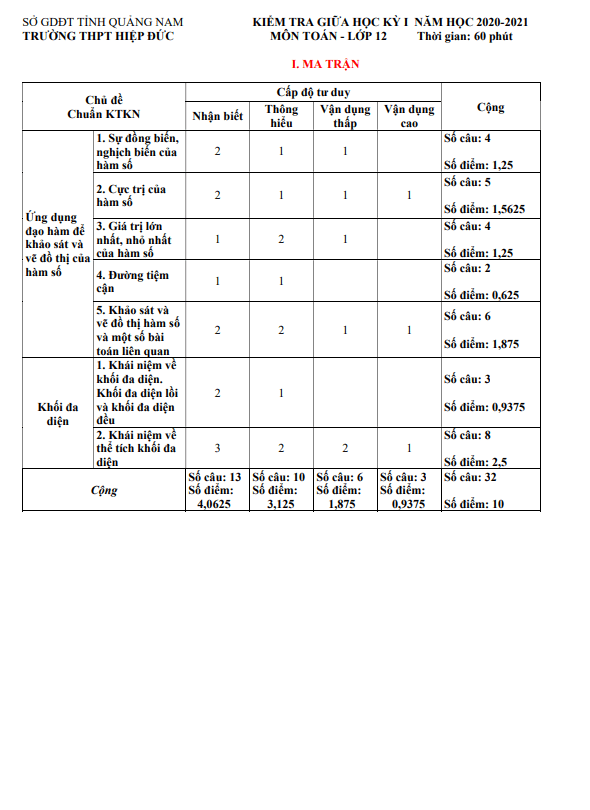 SỞ GDĐT TỈNH QUẢNG NAM
TRƯỜNG THPT HIỆP ĐỨC
KIỂM TRA GIỮA HỌC KỲ I NĂM HỌC 2020-2021
MÔN TOÁN - LỚP 12 Thời gian: 60 phút
I. MA TRẬN
Chủ đề
Chuẩn KTKN
Cấp độ tư duy
Cộng
Nhận biết
Thông
hiểu
Vận dụng
thấp
Vận dụng
cao
Ứng dụng
đạo hàm để
khảo sát và
vẽ đồ thị của
hàm số
1. Sự đồng biến,
nghịch biến của
hàm số
2
1
1
Số câu: 4
Số điểm: 1,25
2. Cực trị của
hàm số
2
1
1
1
Số câu: 5
Số điểm: 1,5625
3. Giá trị lớn
nhất, nhỏ nhất
của hàm số
1
2
1
Số câu: 4
Số điểm: 1,25
4. Đường tiệm
cận
1
1
Số câu: 2
Số điểm: 0,625
5. Khảo sát và
vẽ đồ thị hàm số
và một số bài
toán liên quan
2
2
1
1
Số câu: 6
Số điểm: 1,875
Khối đa
diện
1. Khái niệm về
khối đa diện.
Khối đa diện lồi
và khối đa diện
đều
2
1
Số câu: 3
Số điểm: 0,9375
2. Khái niệm về
thể tích khối đa
diện
3
2
2
1
Số câu: 8
Số điểm: 2,5
Cộng
Số câu: 13
Số điểm:
4,0625
Số câu: 10
Số điểm:
3,125
Số câu: 6
Số điểm:
1,875
Số câu: 3
Số điểm:
0,9375
Số câu: 32
Số điểm: 10